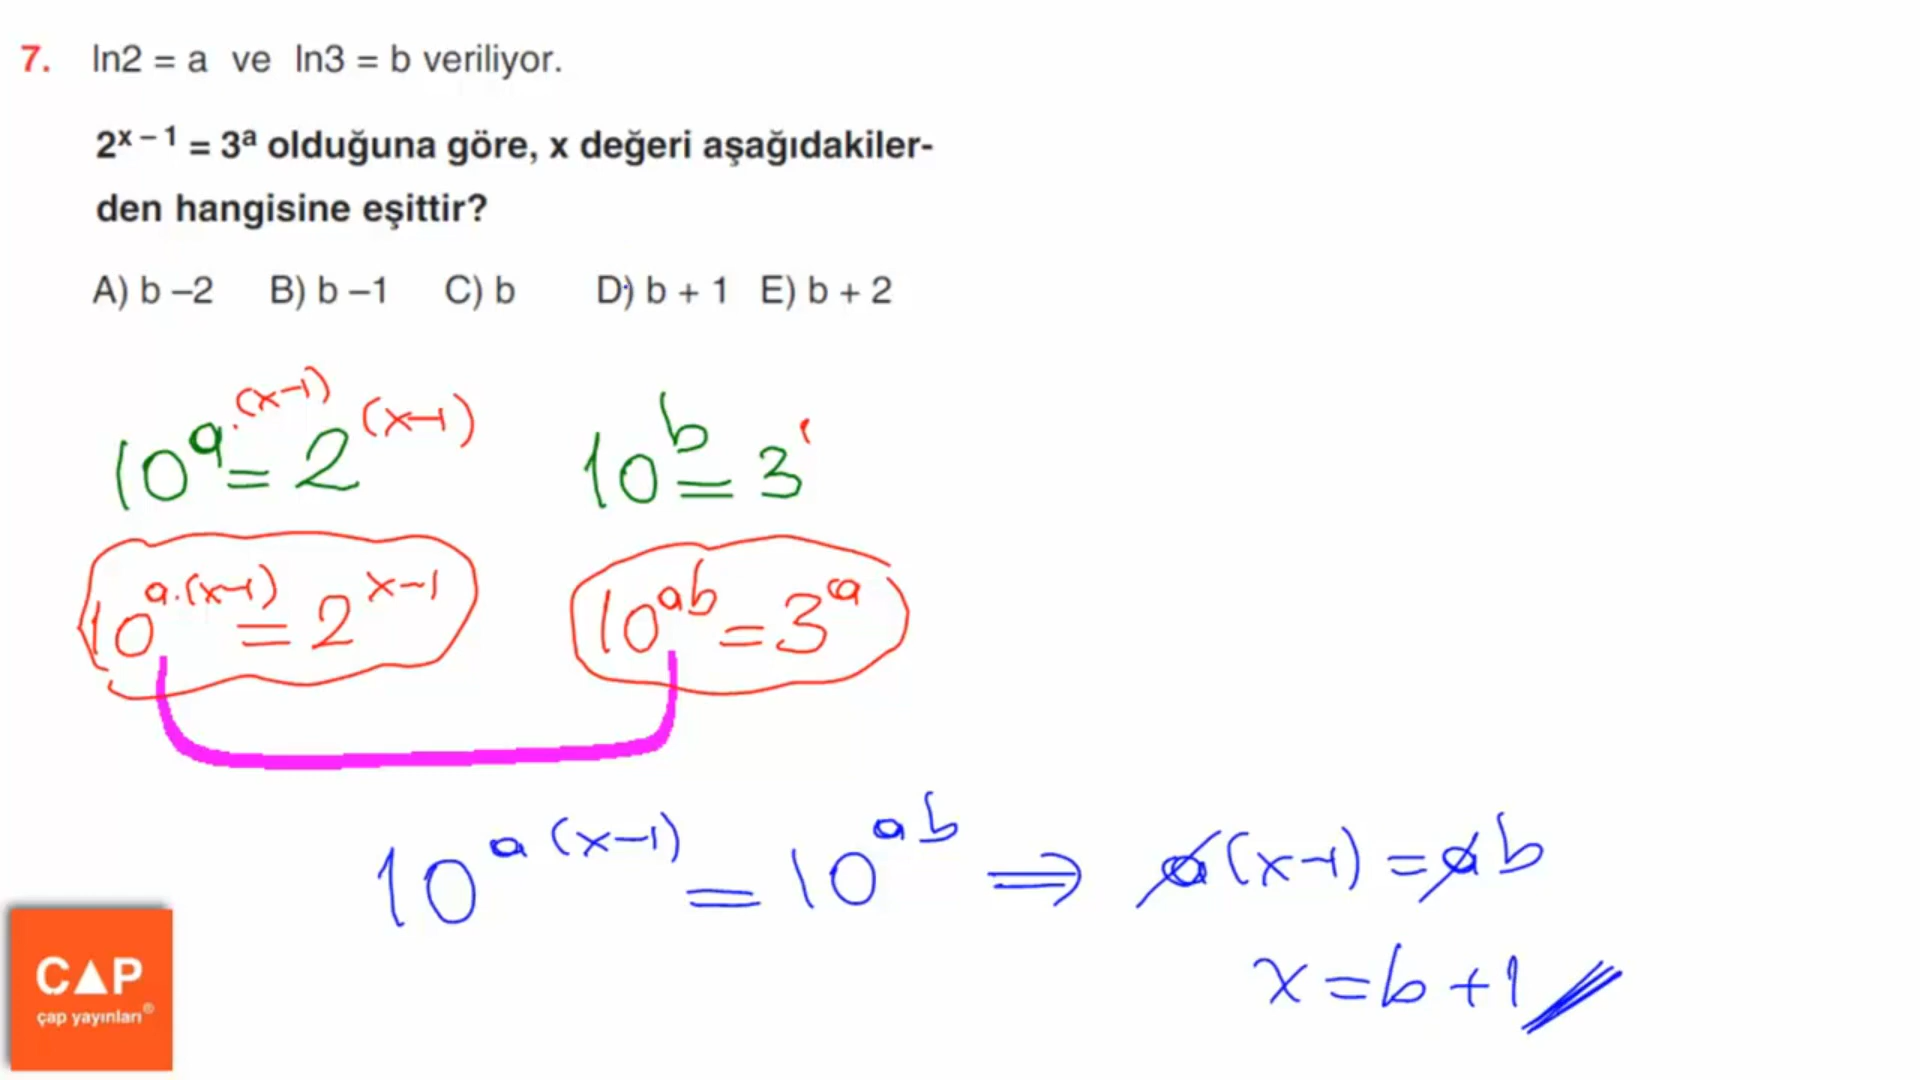 7. ln2 = a ve ln3 = b veriliyor.
2^{x – 1} = 3^{a} olduğuna göre, x değeri aşağıdakiler-
den hangisine eşittir?
A) b –2 B) b –1 C) b D) b + 1 E) b + 2
10^{a.(x-1)} = 2^{(x-1)} 10^{b} = 3
10^{a.(x-1)} = 2^{x-1} 10^{ab} = 3^{a}
10^{a(x-1)} = 10^{ab} ⟹ a(x-1) = ab
x = b + 1
ÇAP
çap yayınları®